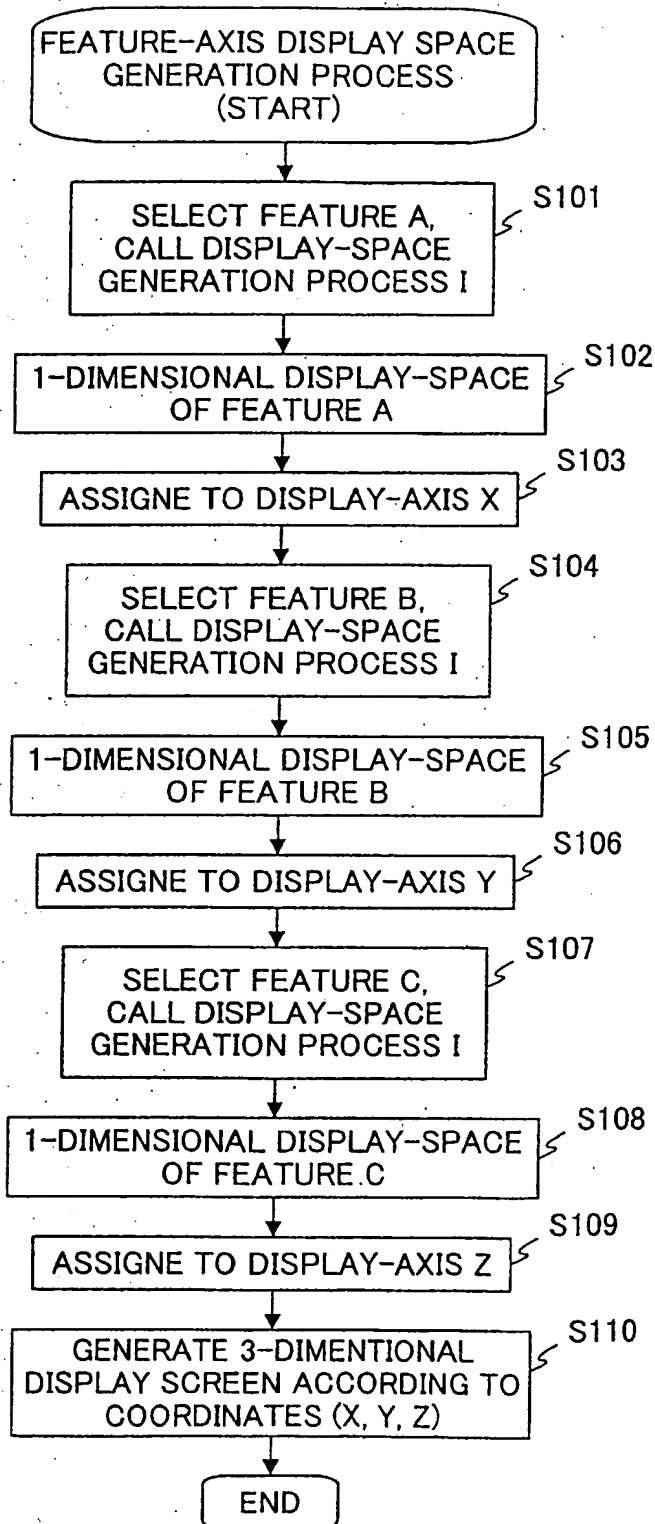 FEATURE-AXIS DISPLAY SPACE
GENERATION PROCESS
(START)
S101
SELECT FEATURE A,
CALL DISPLAY-SPACE
GENERATION PROCESS I
S102
1-DIMENSIONAL DISPLAY-SPACE
OF FEATURE A
S103
ASSIGNE TO DISPLAY-AXIS X
S104
SELECT FEATURE B,
CALL DISPLAY-SPACE
GENERATION PROCESS I
S105
1-DIMENSIONAL DISPLAY-SPACE
OF FEATURE B
S106
ASSIGNE TO DISPLAY-AXIS Y
S107
SELECT FEATURE C,
CALL DISPLAY-SPACE
GENERATION PROCESS I
S108
1-DIMENSIONAL DISPLAY-SPACE
OF FEATURE C
S109
ASSIGNE TO DISPLAY-AXIS Z
S110
GENERATE 3-DIMENTIONAL
DISPLAY SCREEN ACCORDING TO
COORDINATES (X, Y, Z)
END